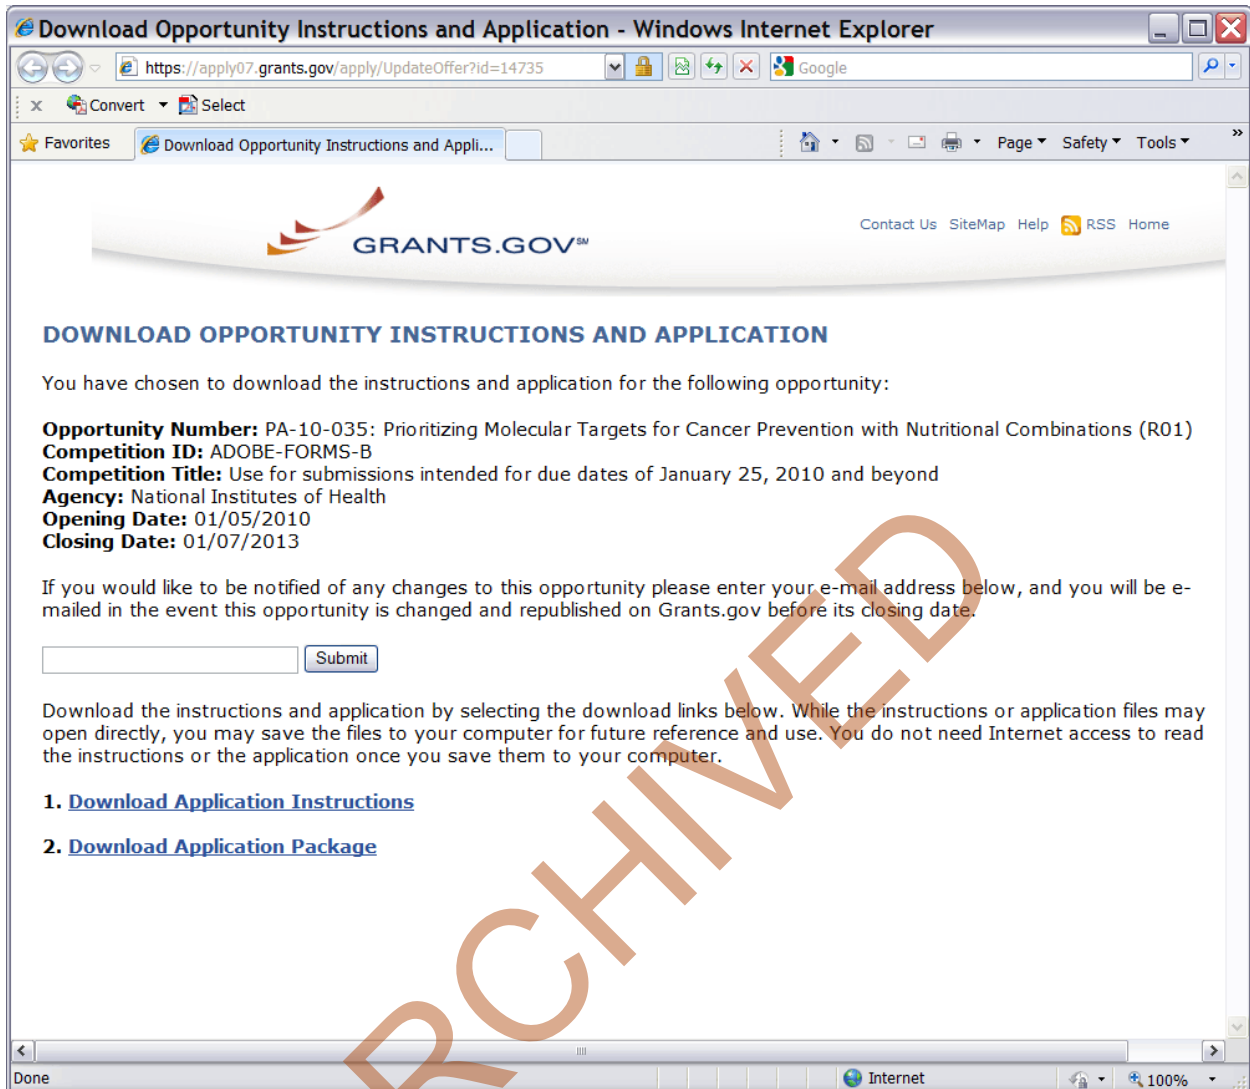 Download Opportunity Instructions and Application - Windows Internet Explorer
https://apply07.grants.gov/apply/UpdateOffer?id=14735
Google
x Convert Select
Favorites Download Opportunity Instructions and Appli... Page Safety Tools »
GRANTS.GOV℠
Contact Us SiteMap Help RSS Home
DOWNLOAD OPPORTUNITY INSTRUCTIONS AND APPLICATION
You have chosen to download the instructions and application for the following opportunity:
Opportunity Number: PA-10-035: Prioritizing Molecular Targets for Cancer Prevention with Nutritional Combinations (R01)
Competition ID: ADOBE-FORMS-B
Competition Title: Use for submissions intended for due dates of January 25, 2010 and beyond
Agency: National Institutes of Health
Opening Date: 01/05/2010
Closing Date: 01/07/2013
If you would like to be notified of any changes to this opportunity please enter your e-mail address below, and you will be e-
mailed in the event this opportunity is changed and republished on Grants.gov before its closing date.
Submit
Download the instructions and application by selecting the download links below. While the instructions or application files may
open directly, you may save the files to your computer for future reference and use. You do not need Internet access to read
the instructions or the application once you save them to your computer.
1. Download Application Instructions
2. Download Application Package
RCHIVED
Done Internet 100%